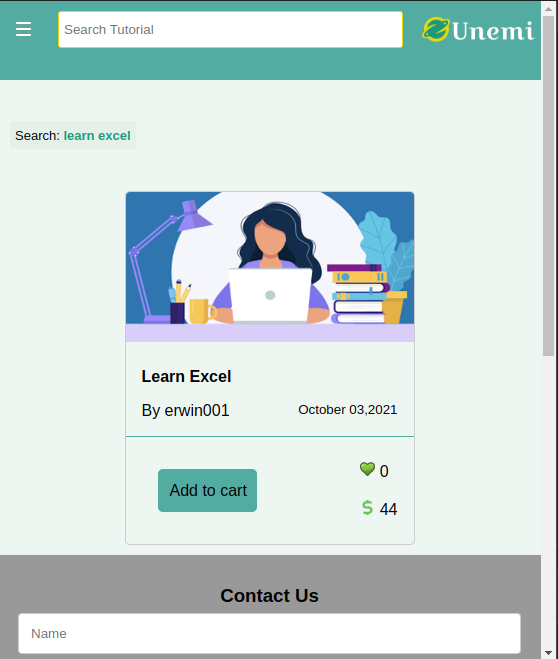 Search Tutorial
Unemi
Search: learn excel
Learn Excel
By erwin001
October 03,2021
0
Add to cart
$ 44
Contact Us
Name